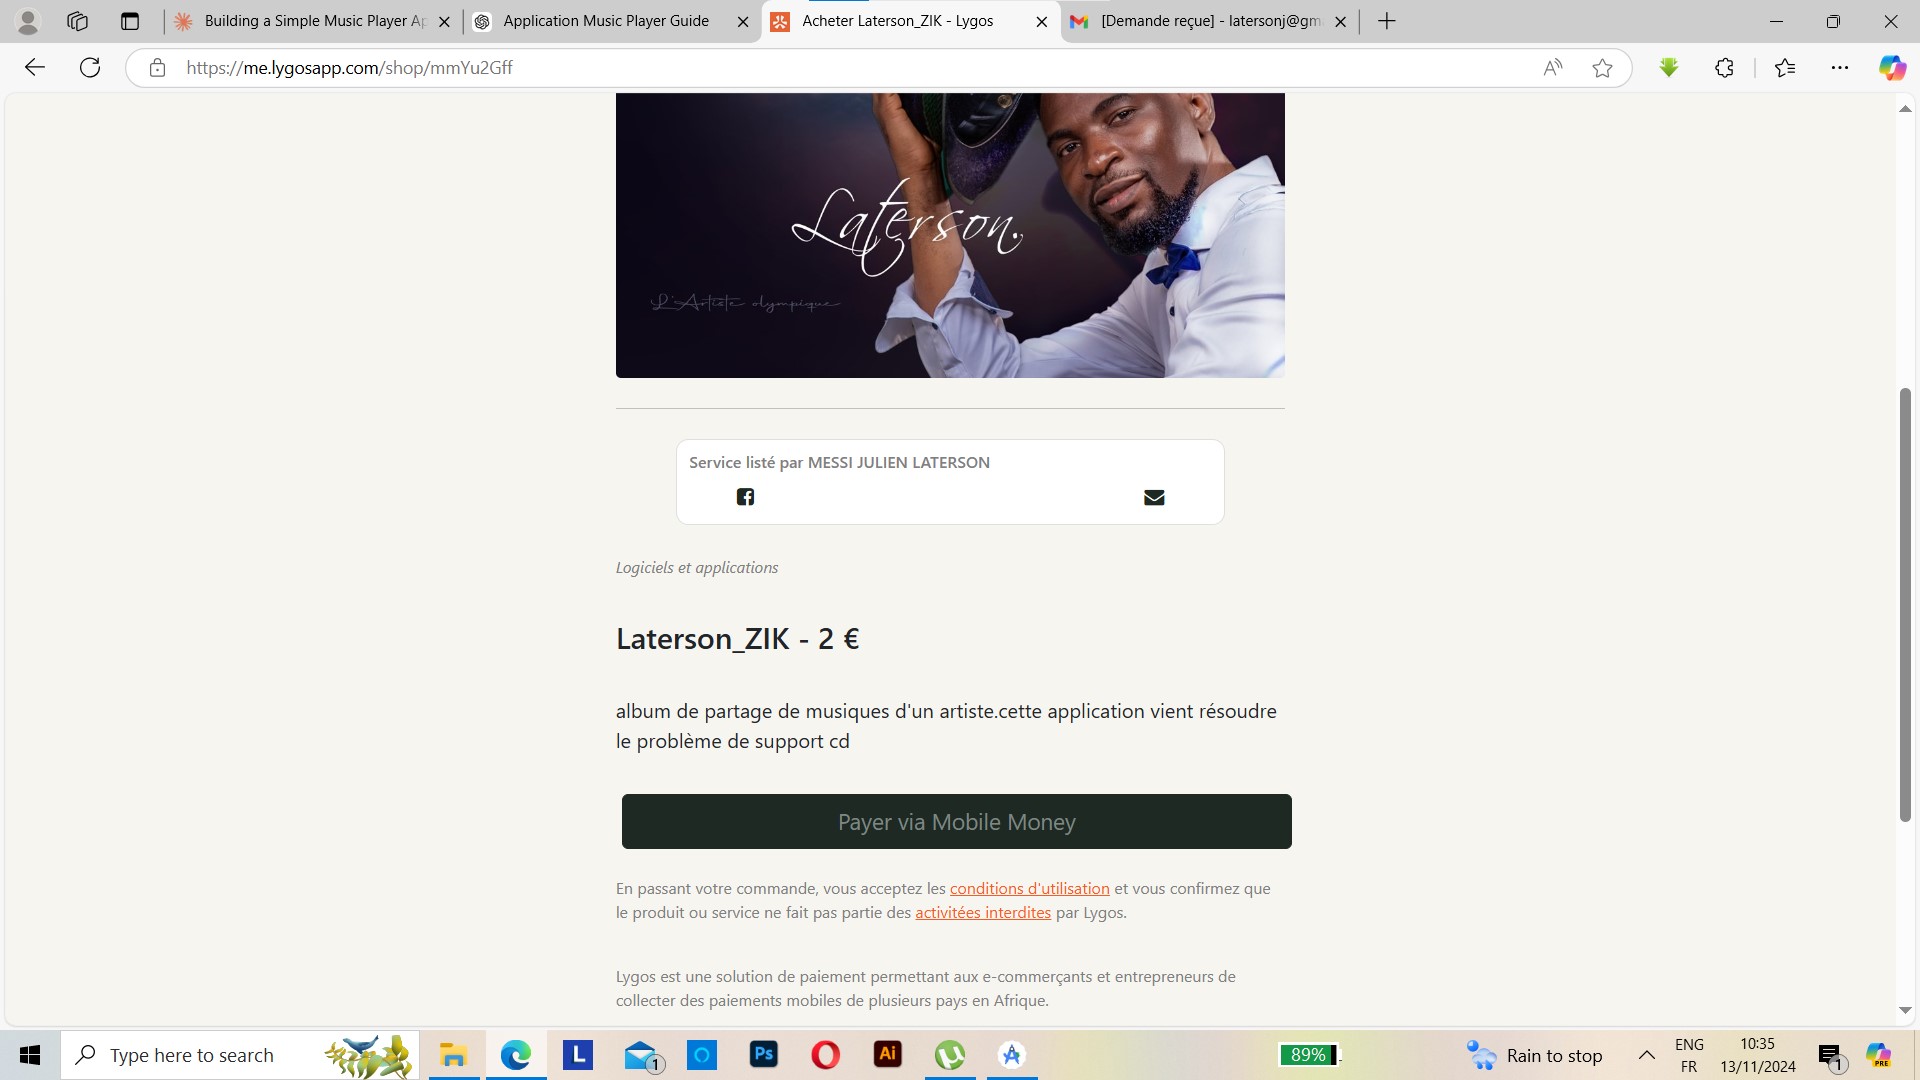 Building a Simple Music Player Ap
Application Music Player Guide
Acheter Laterson_ZIK - Lygos
[Demande reçue] - latersonj@gm
https://me.lygosapp.com/shop/mmYu2Gff
Laterson.
L'Artiste olympique
Service listé par MESSI JULIEN LATERSON
Logiciels et applications
Laterson_ZIK - 2 €
album de partage de musiques d'un artiste.cette application vient résoudre
le problème de support cd
Payer via Mobile Money
En passant votre commande, vous acceptez les conditions d'utilisation et vous confirmez que
le produit ou service ne fait pas partie des activitées interdites par Lygos.
Lygos est une solution de paiement permettant aux e-commerçants et entrepreneurs de
collecter des paiements mobiles de plusieurs pays en Afrique.
Type here to search
L
1
Ps
Ai
89%
Rain to stop
ENG
FR
10:35
13/11/2024
1
PRE